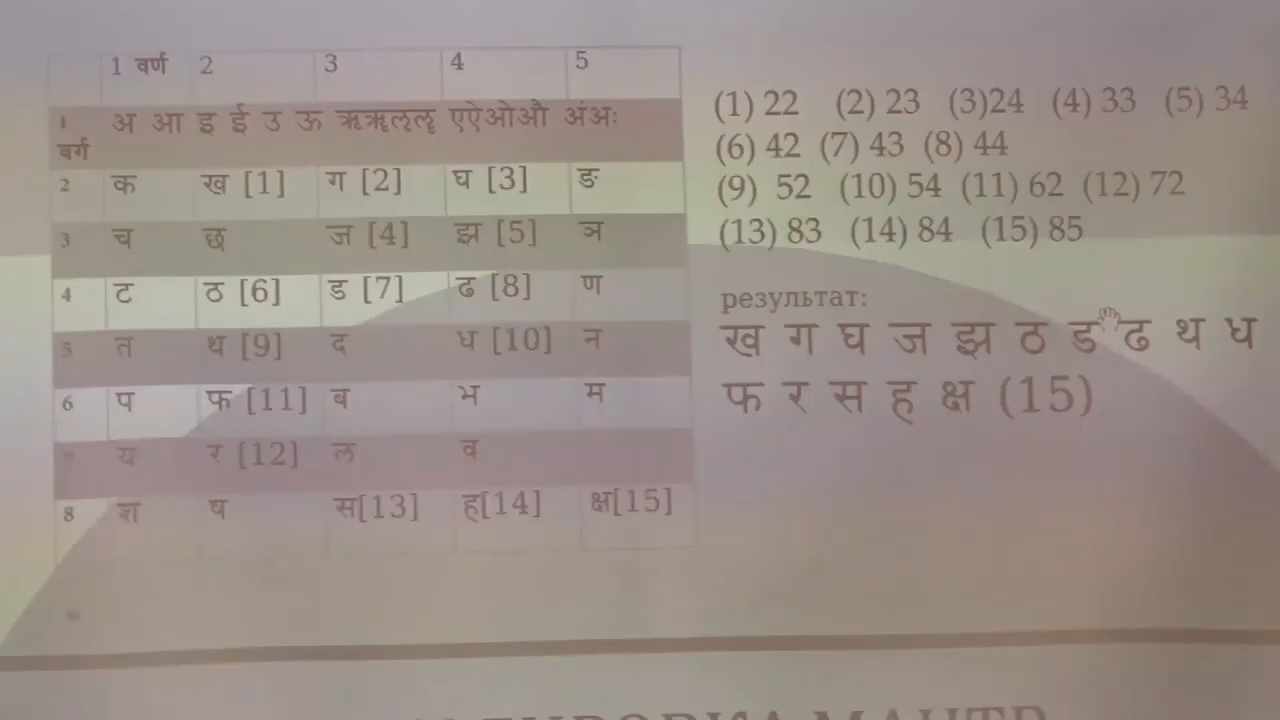 1 वर्ण 2 3 4 5
1 वर्ग अ आ इ ई उ ऊ ऋॠलृलॄ एऐओऔ अंअः
2 क ख [1] ग [2] घ [3] ङ
3 च छ ज [4] झ [5] ञ
4 ट ठ [6] ड [7] ढ [8] ण
5 त थ [9] द ध [10] न
6 प फ [11] ब भ म
य र [12] ल व
8 श ष स[13] ह[14] क्ष[15]
(1) 22 (2) 23 (3)24 (4) 33 (5) 34
(6) 42 (7) 43 (8) 44
(9) 52 (10) 54 (11) 62 (12) 72
(13) 83 (14) 84 (15) 85
результат:
ख ग घ ज झ ठ ड ढ थ ध
फ र स ह क्ष (15)